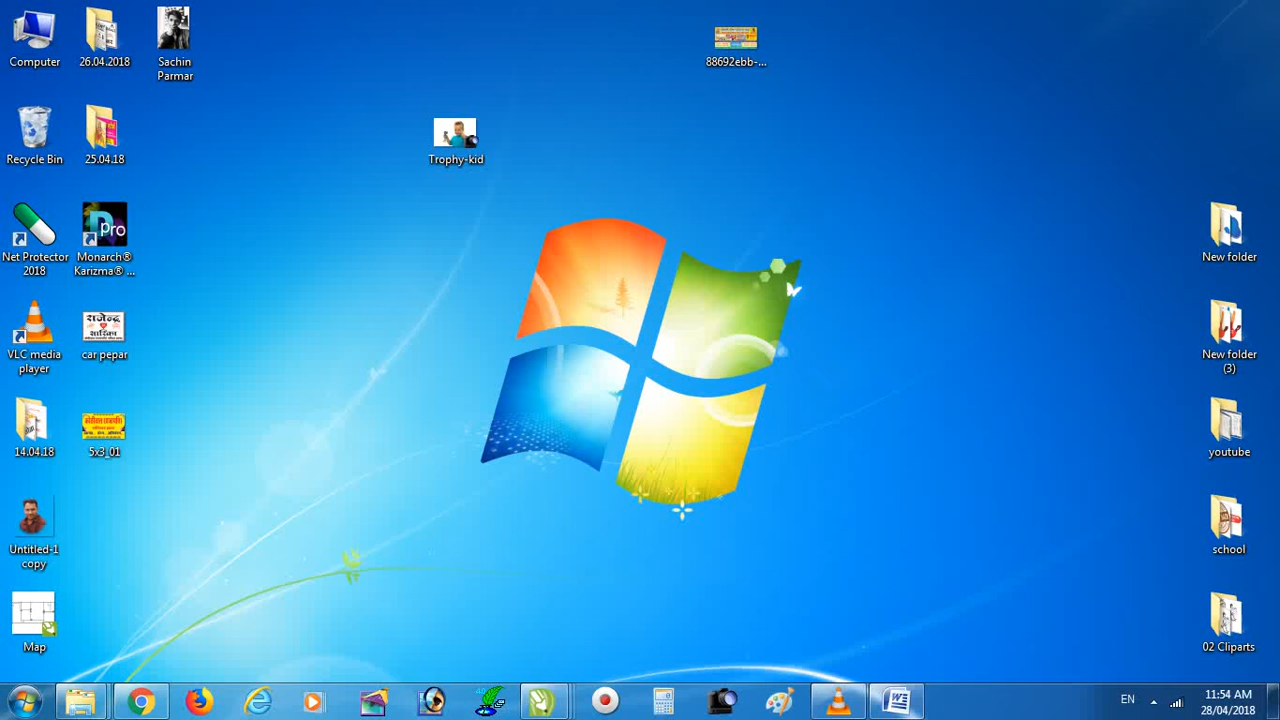 Computer
26.04.2018
Sachin
Parmar
88692ebb-...
Recycle Bin
25.04.18
Trophy-kid
Net Protector
2018
pro
Monarch®
Karizma® ...
New folder
VLC media
player
राजेन्द्र
car pepar
New folder
(3)
14.04.18
5x3_01
youtube
Untitled-1
copy
school
Map
02 Cliparts
EN
11:54 AM
28/04/2018